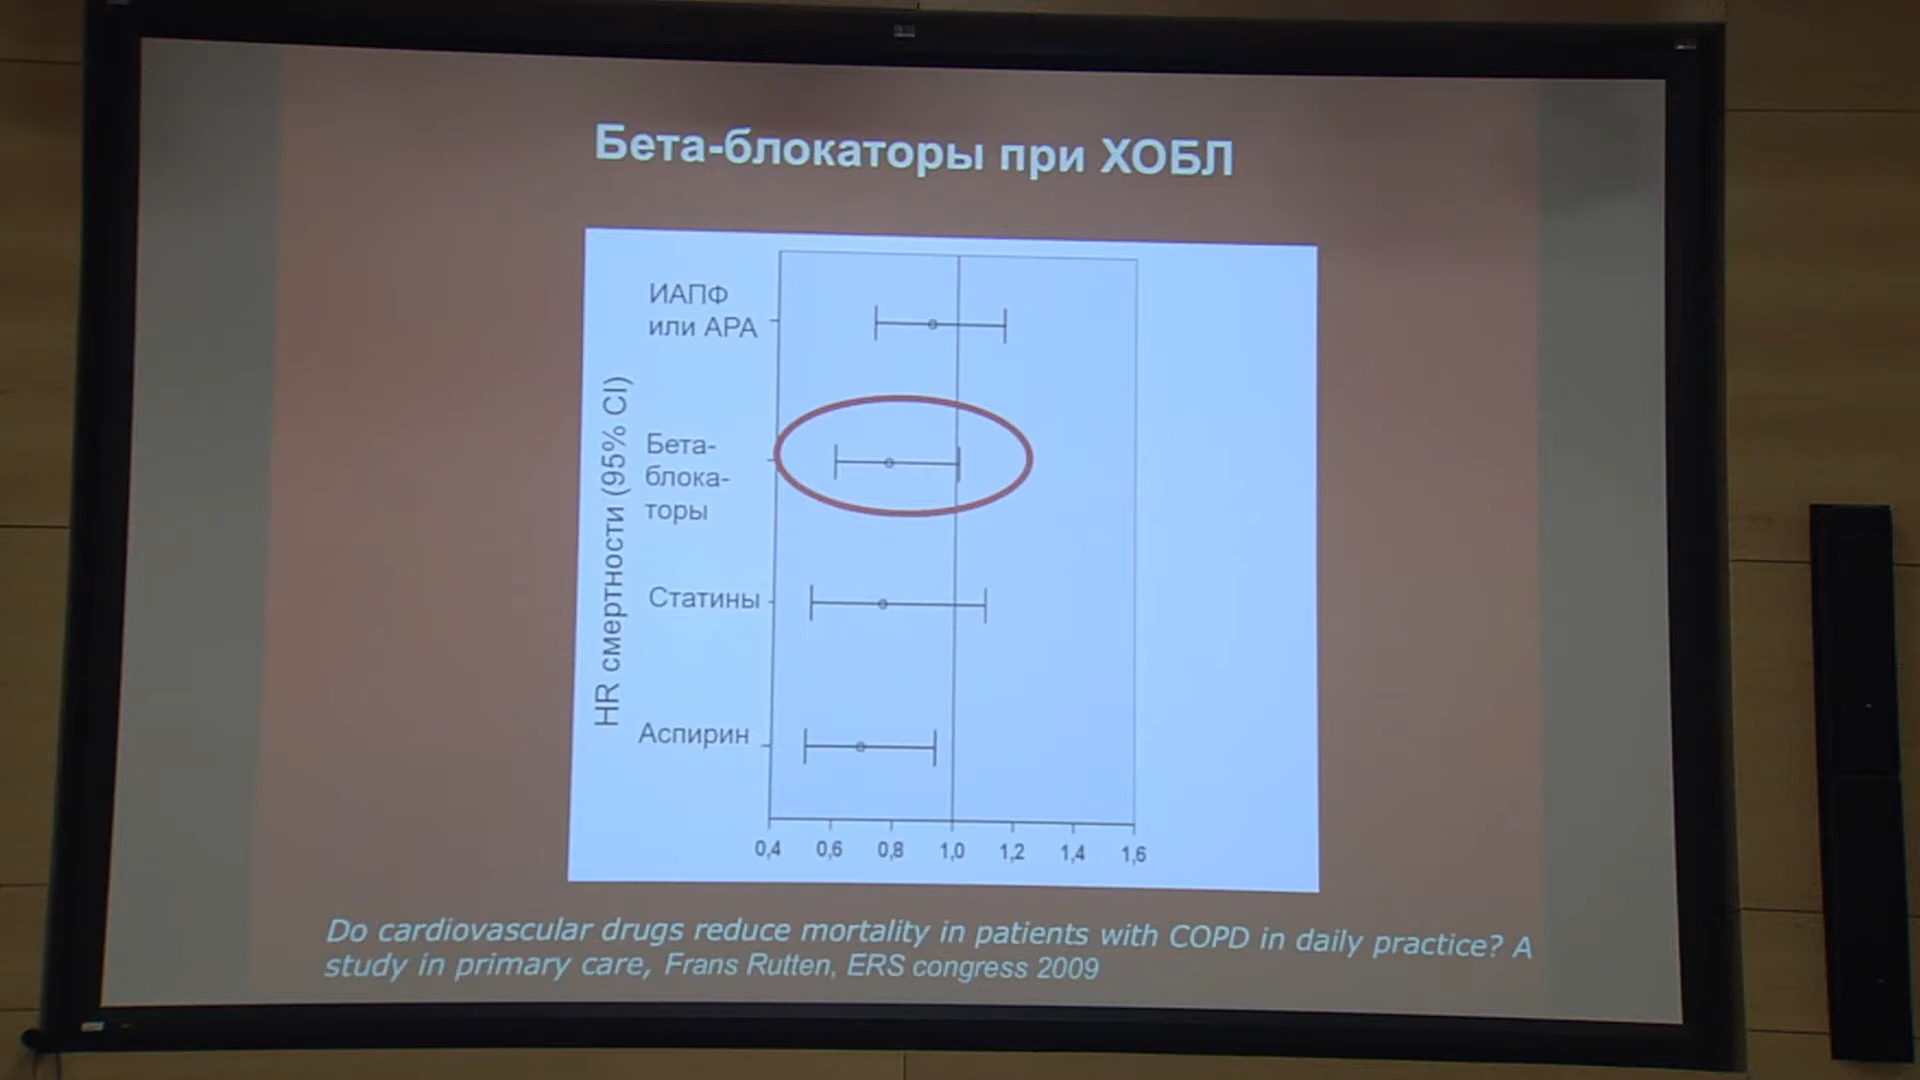 Бета-блокаторы при ХОБЛ
ИАПФ
или АРА
HR смертности (95% CI)
Бета-
блока-
торы
Статины
Аспирин
0,4 0,6 0,8 1,0 1,2 1,4 1,6
Do cardiovascular drugs reduce mortality in patients with COPD in daily practice? A
study in primary care, Frans Rutten, ERS congress 2009